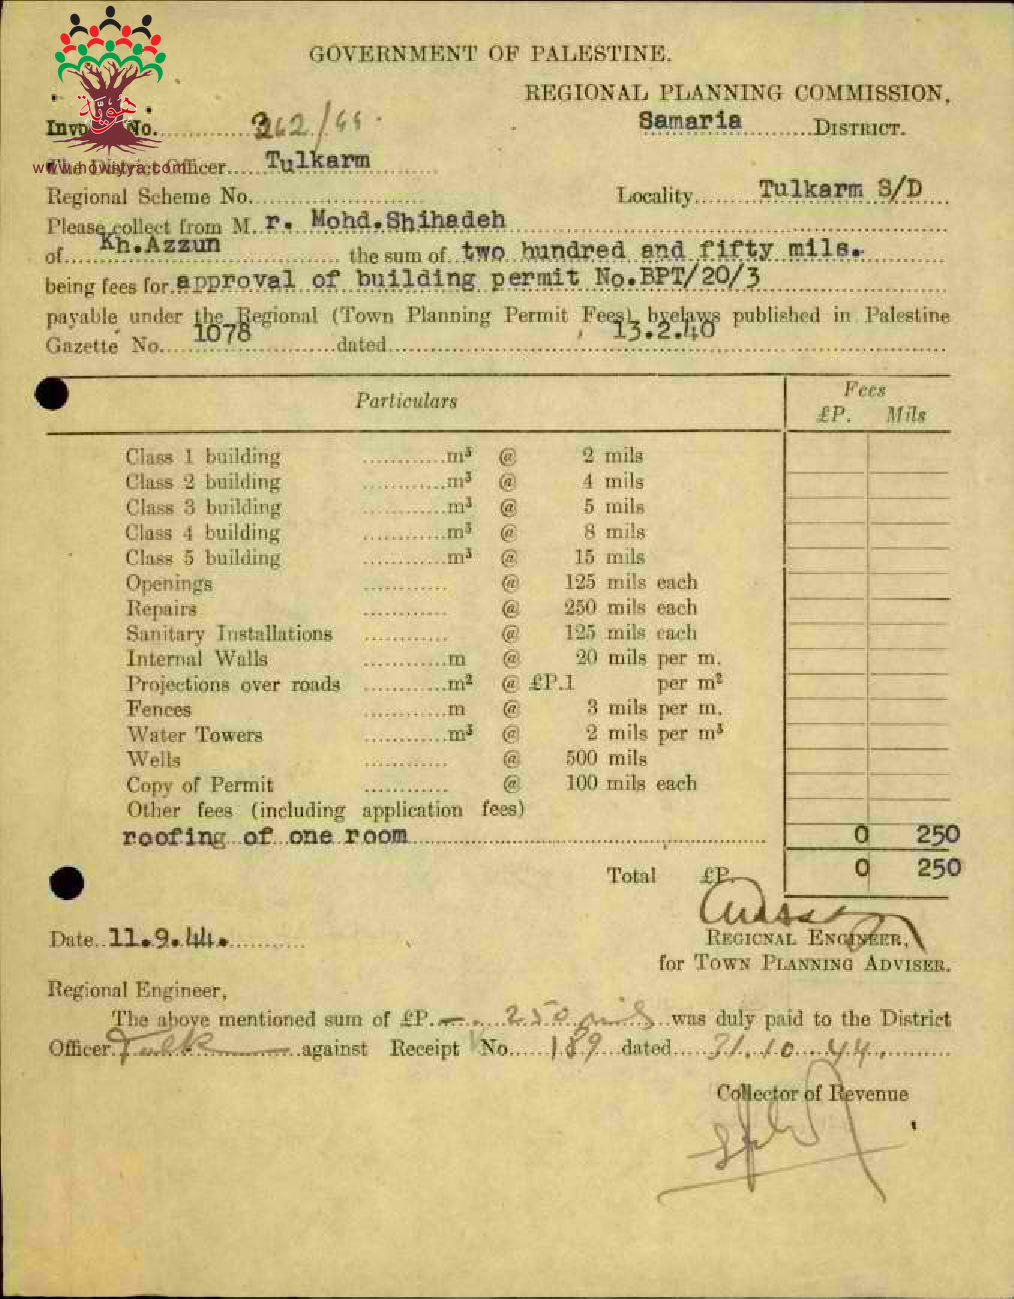 GOVERNMENT OF PALESTINE.
REGIONAL PLANNING COMMISSION,
Samaria DISTRICT.
هوية
Invoice No. 362/44
www.howiyya.com
The District Officer Tulkarm
Regional Scheme No. Locality Tulkarm S/D
Please collect from M r. Mohd.Shihadeh
of Kh.Azzun the sum of two hundred and fifty mils.
being fees for approval of building permit No.BPT/20/3
payable under the Regional (Town Planning Permit Fees) byelaws published in Palestine
Gazette No. 1078 dated 13.2.40
Particulars Fees
£P. Mils
Class 1 building m³ @ 2 mils
Class 2 building m³ @ 4 mils
Class 3 building m³ @ 5 mils
Class 4 building m³ @ 8 mils
Class 5 building m³ @ 15 mils
Openings @ 125 mils each
Repairs @ 250 mils each
Sanitary Installations @ 125 mils each
Internal Walls m @ 20 mils per m.
Projections over roads m² @ £P.1 per m²
Fences m @ 3 mils per m.
Water Towers m³ @ 2 mils per m³
Wells @ 500 mils
Copy of Permit @ 100 mils each
Other fees (including application fees)
roofing of one room 0 250
Total £P. 0 250
Date 11.9.44.
REGIONAL ENGINEER,
for TOWN PLANNING ADVISER.
Regional Engineer,
The above mentioned sum of £P. — . 250 mils was duly paid to the District
Officer Tulk against Receipt No. 189 dated 31.10.44.
Collector of Revenue